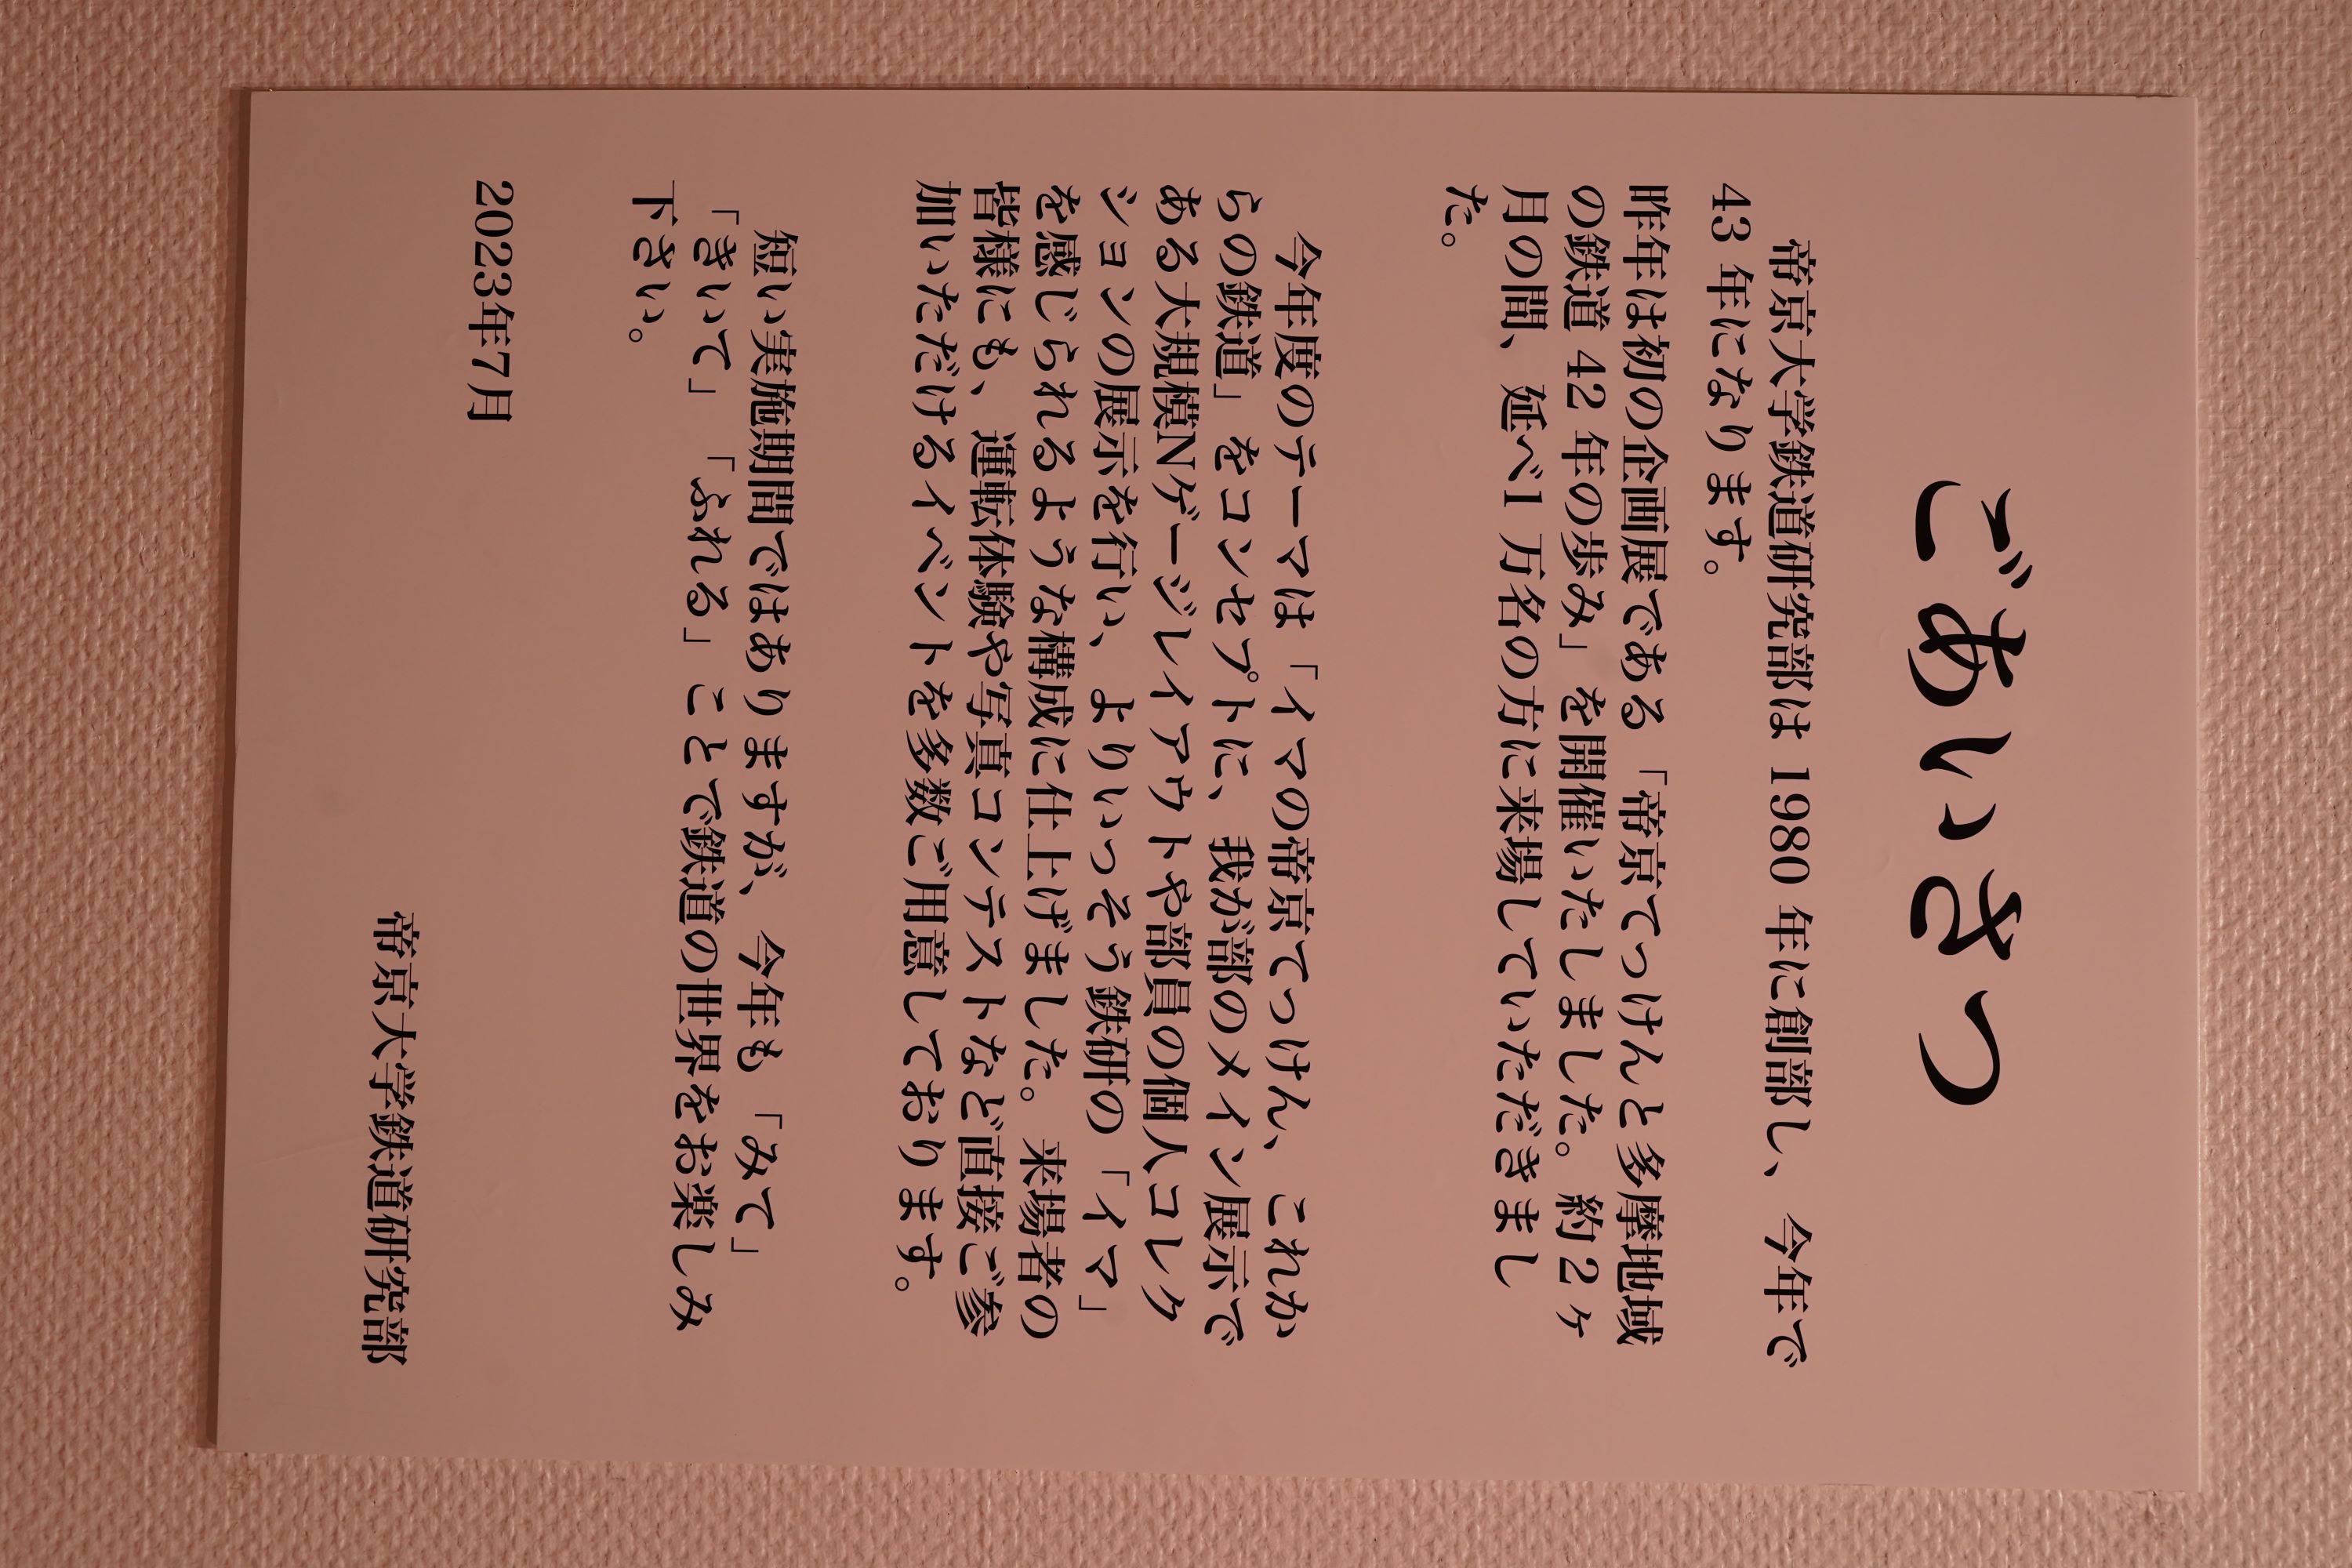 ごあいさつ
帝京大学鉄道研究部は 1980 年に創部し、今年で
43 年になります。
昨年は初の企画展である「帝京てっけんと多摩地域
の鉄道 42 年の歩み」を開催いたしました。約 2 ヶ
月の間、延べ1 万名の方に来場していただきまし
た。
今年度のテーマは「イマの帝京てっけん、これか
らの鉄道」をコンセプトに、我が部のメイン展示で
ある大規模Nゲージレイアウトや部員の個人コレク
ションの展示を行い、よりいっそう鉄研の「イマ」
を感じられるような構成に仕上げました。来場者の
皆様にも、運転体験や写真コンテストなど直接ご参
加いただけるイベントを多数ご用意しております。
短い実施期間ではありますが、今年も「みて」
「きいて」「ふれる」ことで鉄道の世界をお楽しみ
下さい。
2023年7月
帝京大学鉄道研究部